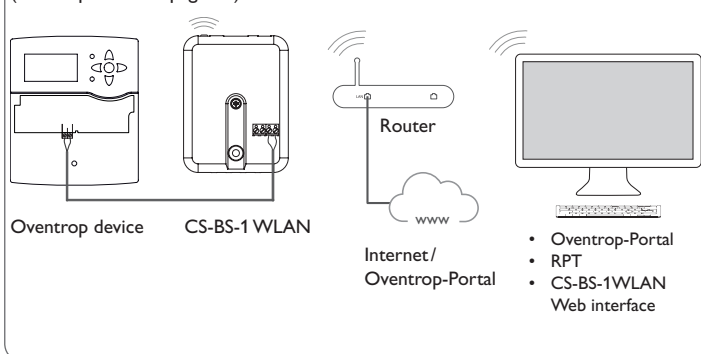 LAN
Router
www
Oventrop device
CS-BS-1 WLAN
Internet /
Oventrop-Portal
• Oventrop-Portal
• RPT
• CS-BS-1WLAN
Web interface